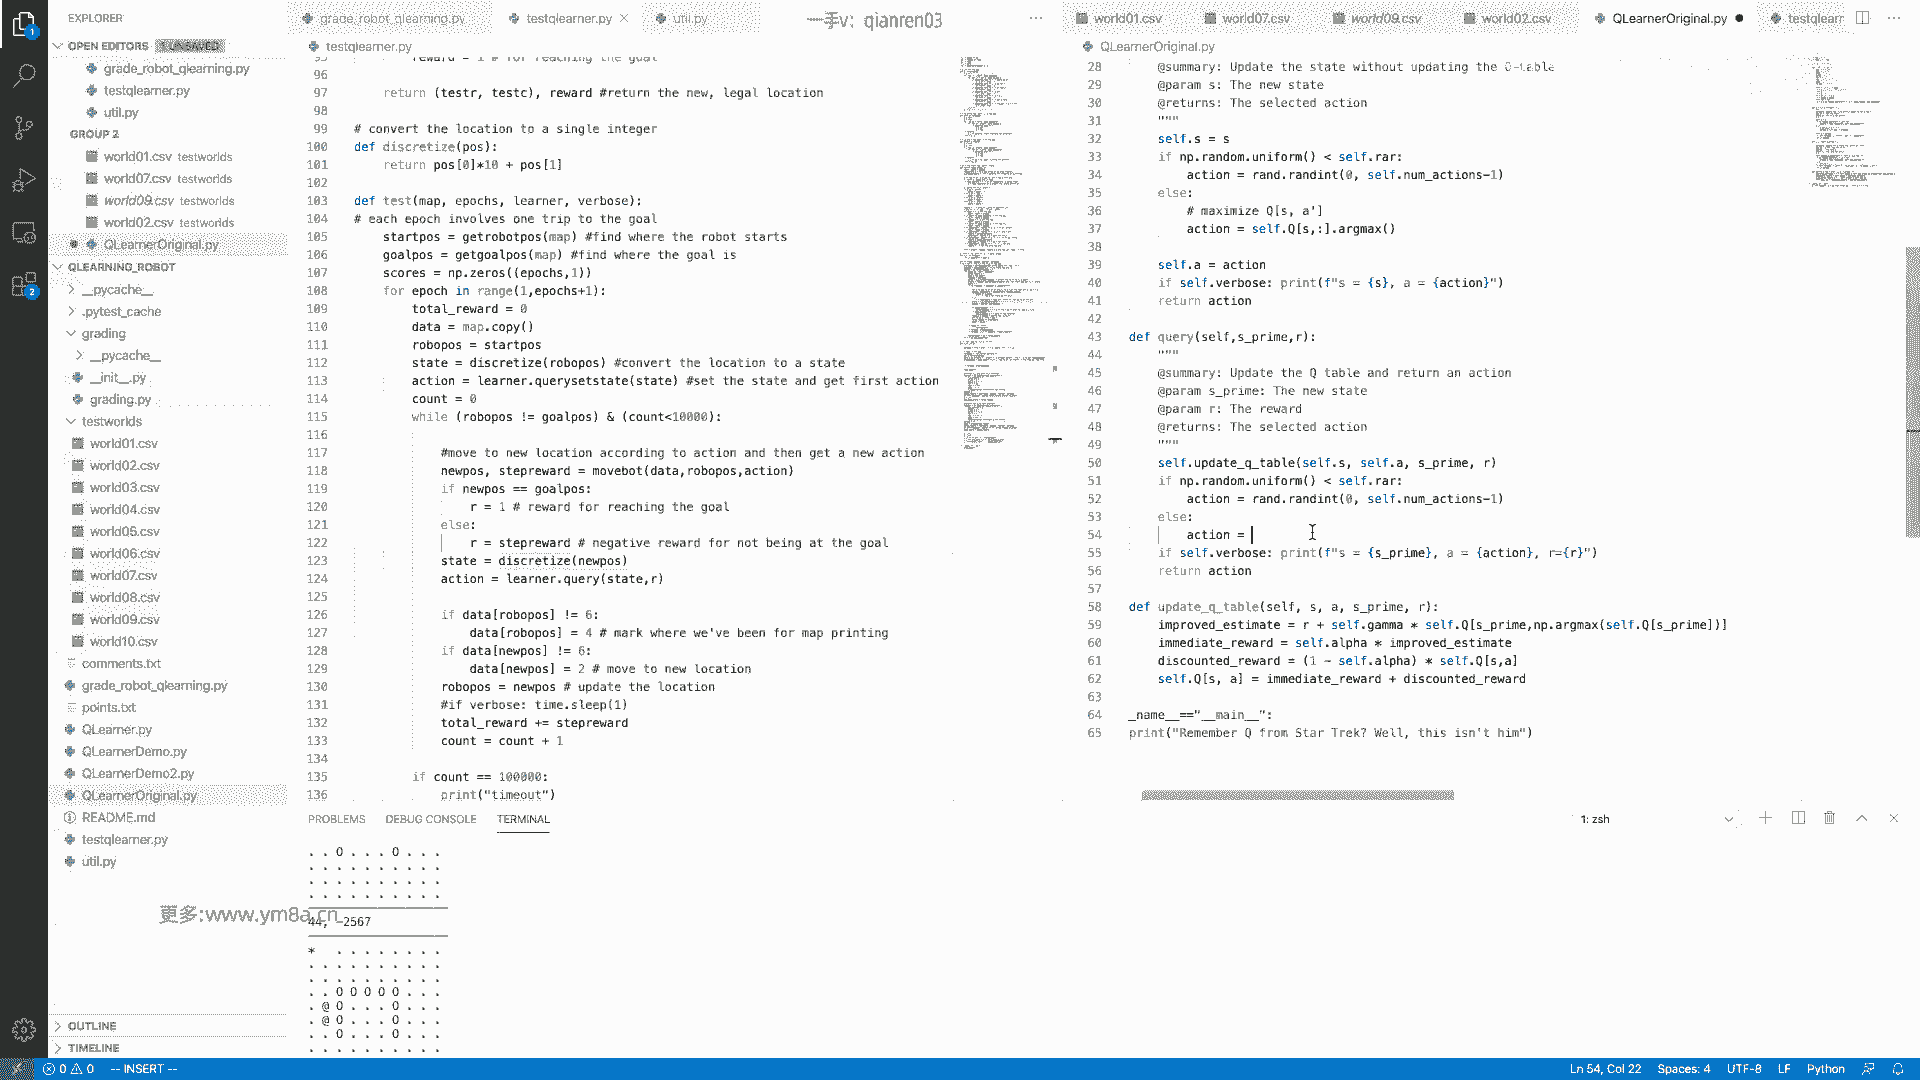 EXPLORER
OPEN EDITORS 1 UNSAVED
grade_robot_qlearning.py
testqlearner.py
util.py
GROUP 2
world01.csv testworlds
world07.csv testworlds
world09.csv testworlds
world02.csv testworlds
QLearnerOriginal.py
QLEARNING_ROBOT
__pycache__
.pytest_cache
grading
__pycache__
__init__.py
grading.py
testworlds
world01.csv
world02.csv
world03.csv
world04.csv
world05.csv
world06.csv
world07.csv
world08.csv
world09.csv
world10.csv
comments.txt
grade_robot_qlearning.py
points.txt
QLearner.py
QLearnerDemo.py
QLearnerDemo2.py
QLearnerOriginal.py
README.md
testqlearner.py
util.py
OUTLINE
TIMELINE
更多:www.ym8a.cn
grade_robot_qlearning.py testqlearner.py util.py
一手v: qianren03
testqlearner.py
95 reward = 1 # for reaching the goal
96
97 return (testr, testc), reward #return the new, legal location
98
99 # convert the location to a single integer
100 def discretize(pos):
101 return pos[0]*10 + pos[1]
102
103 def test(map, epochs, learner, verbose):
104 # each epoch involves one trip to the goal
105 startpos = getrobotpos(map) #find where the robot starts
106 goalpos = getgoalpos(map) #find where the goal is
107 scores = np.zeros((epochs,1))
108 for epoch in range(1,epochs+1):
109 total_reward = 0
110 data = map.copy()
111 robopos = startpos
112 state = discretize(robopos) #convert the location to a state
113 action = learner.querysetstate(state) #set the state and get first action
114 count = 0
115 while (robopos != goalpos) & (count<10000):
116
117 #move to new location according to action and then get a new action
118 newpos, stepreward = movebot(data,robopos,action)
119 if newpos == goalpos:
120 r = 1 # reward for reaching the goal
121 else:
122 r = stepreward # negative reward for not being at the goal
123 state = discretize(newpos)
124 action = learner.query(state,r)
125
126 if data[robopos] != 6:
127 data[robopos] = 4 # mark where we've been for map printing
128 if data[newpos] != 6:
129 data[newpos] = 2 # move to new location
130 robopos = newpos # update the location
131 #if verbose: time.sleep(1)
132 total_reward += stepreward
133 count = count + 1
134
135 if count == 100000:
136 print("timeout")
world01.csv world07.csv world09.csv world02.csv QLearnerOriginal.py testqlearr
QLearnerOriginal.py
28 @summary: Update the state without updating the Q-table
29 @param s: The new state
30 @returns: The selected action
31 """
32 self.s = s
33 if np.random.uniform() < self.rar:
34 action = rand.randint(0, self.num_actions-1)
35 else:
36 # maximize Q[s, a']
37 action = self.Q[s,:].argmax()
38
39 self.a = action
40 if self.verbose: print(f"s = {s}, a = {action}")
41 return action
42
43 def query(self,s_prime,r):
44 """
45 @summary: Update the Q table and return an action
46 @param s_prime: The new state
47 @param r: The reward
48 @returns: The selected action
49 """
50 self.update_q_table(self.s, self.a, s_prime, r)
51 if np.random.uniform() < self.rar:
52 action = rand.randint(0, self.num_actions-1)
53 else:
54 action =
55 if self.verbose: print(f"s = {s_prime}, a = {action}, r={r}")
56 return action
57
58 def update_q_table(self, s, a, s_prime, r):
59 improved_estimate = r + self.gamma * self.Q[s_prime,np.argmax(self.Q[s_prime])]
60 immediate_reward = self.alpha * improved_estimate
61 discounted_reward = (1 - self.alpha) * self.Q[s,a]
62 self.Q[s, a] = immediate_reward + discounted_reward
63
64 _name__=="__main__":
65 print("Remember Q from Star Trek? Well, this isn't him")
PROBLEMS DEBUG CONSOLE TERMINAL 1: zsh
. . O . . . O . . .
. . . . . . . . . .
. . . . . . . . . .
. . . . . . . . . .
44, -2567
* . . . . . . . .
. . . . . . . . . .
. . . . . . . . . .
. . O O O O O . . .
. @ O . . . O . . .
. @ O . . . O . . .
. . O . . . O . . .
. . . . . . . . . .
0 0 -- INSERT -- Ln 54, Col 22 Spaces: 4 UTF-8 LF Python